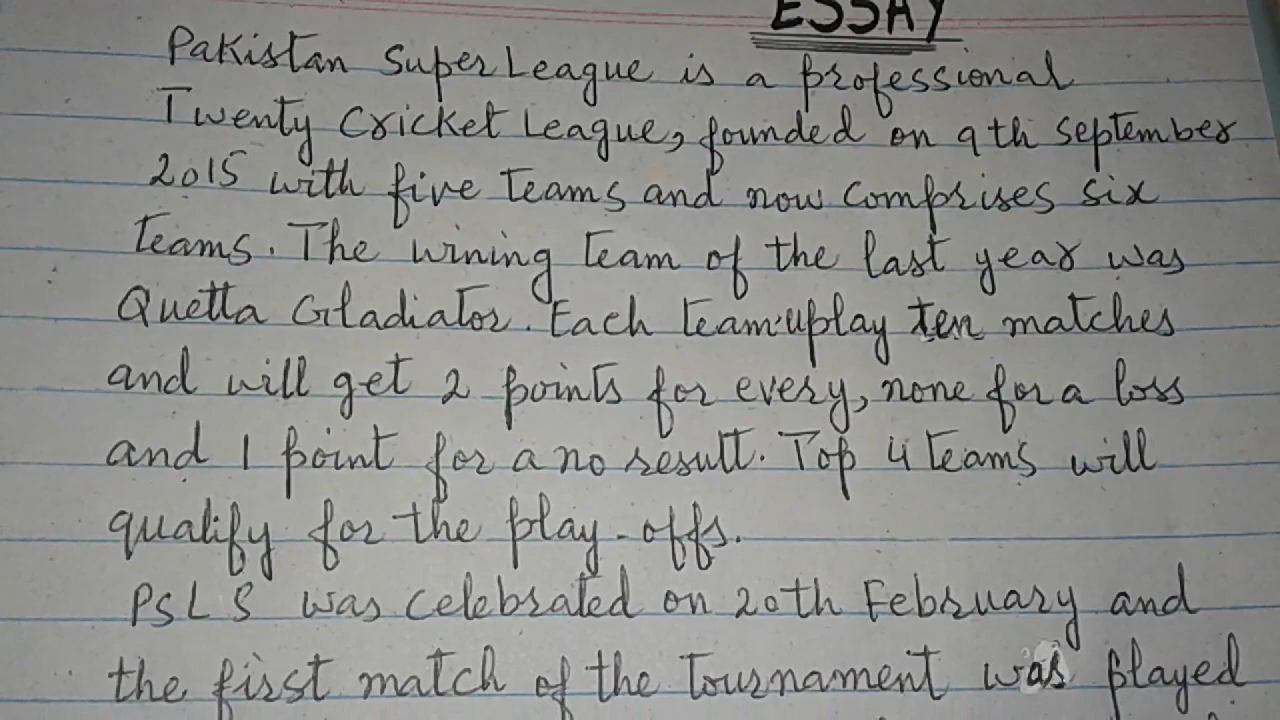 ESSAY
Pakistan Super League is a professional
Twenty Cricket League, founded on 9th september
2015 with five teams and now comprises six
teams. The wining team of the last year was
Quetta Gladiator. Each team play ten matches
and will get 2 points for every, none for a loss
and 1 point for a no result. Top 4 teams will
qualify for the play-offs.
PSL 5 was celebrated on 20th February and
the first match of the tournament was played